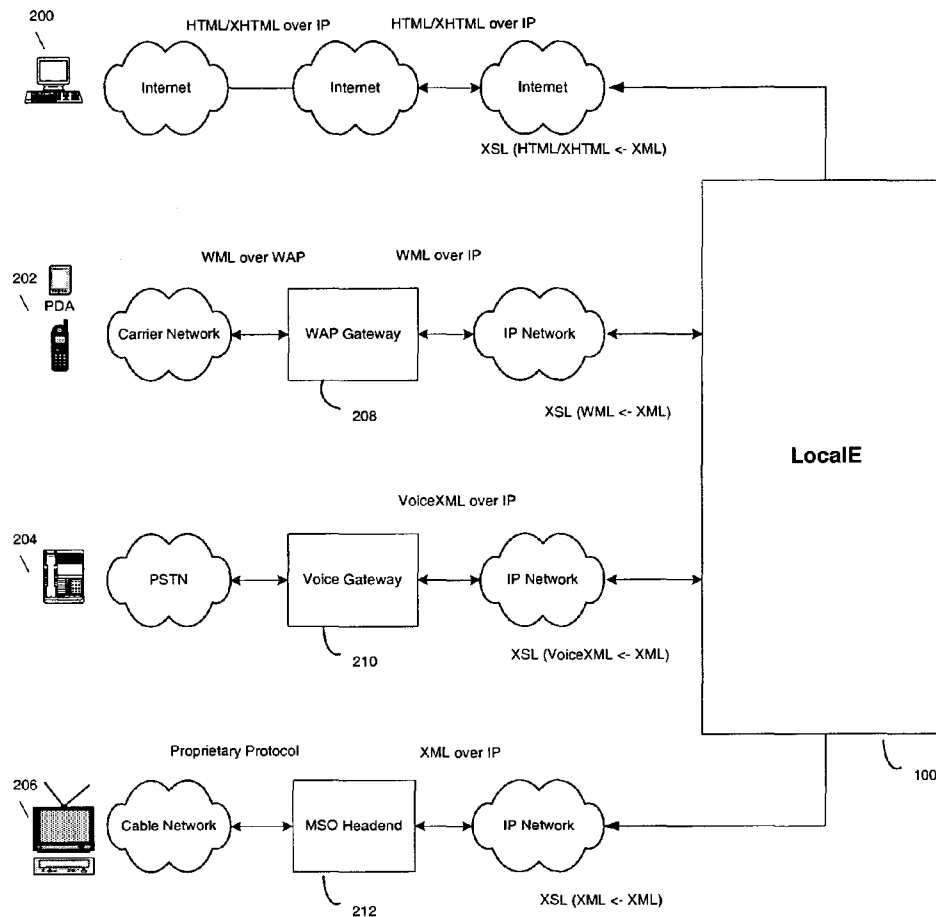 200
HTML/XHTML over IP
HTML/XHTML over IP
Internet
Internet
Internet
XSL (HTML/XHTML <- XML)
WML over WAP
WML over IP
202
PDA
Carrier Network
WAP Gateway
IP Network
208
XSL (WML <- XML)
LocalE
VoiceXML over IP
204
PSTN
Voice Gateway
IP Network
210
XSL (VoiceXML <- XML)
Proprietary Protocol
XML over IP
100
206
Cable Network
MSO Headend
IP Network
212
XSL (XML <- XML)